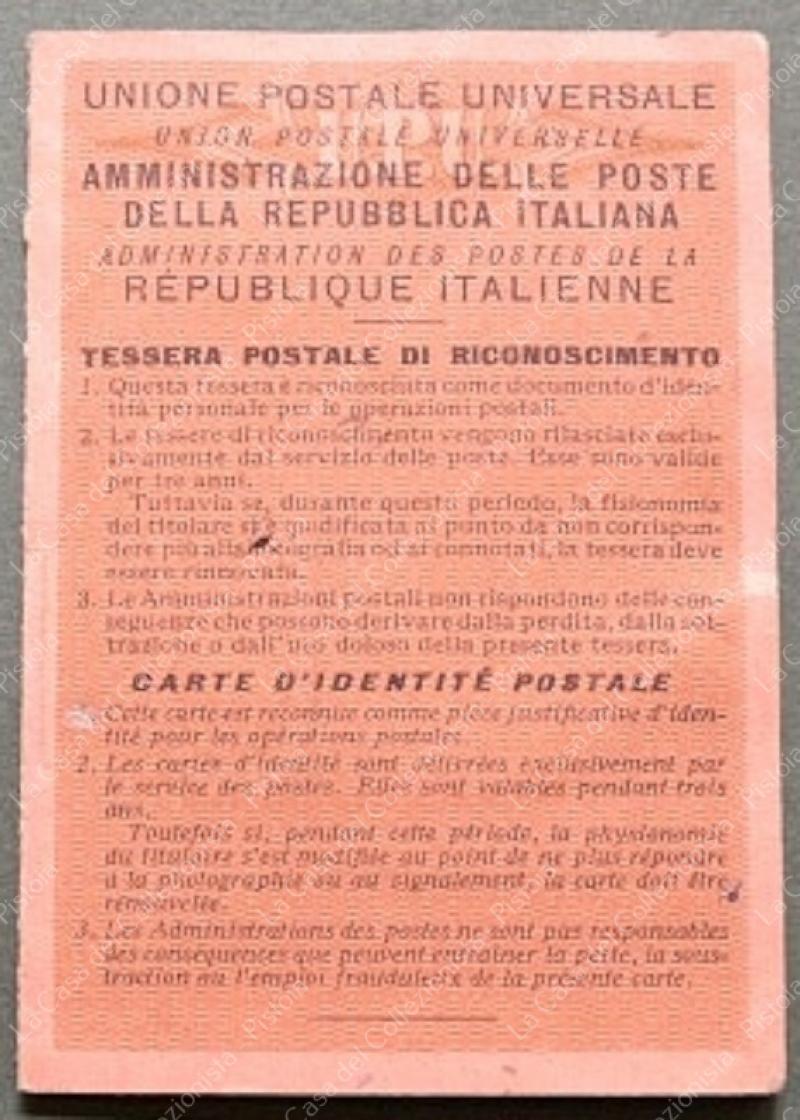 UNIONE POSTALE UNIVERSALE
UNION POSTALE UNIVERSELLE
AMMINISTRAZIONE DELLE POSTE
DELLA REPUBBLICA ITALIANA
ADMINISTRATION DES POSTES DE LA
RÉPUBLIQUE ITALIENNE
TESSERA POSTALE DI RICONOSCIMENTO
1. Questa tessera è riconosciuta come documento d'iden-
tità personale per le operazioni postali.
2. Le tessere di riconoscimento vengono rilasciate esclu-
sivamente dal servizio delle poste. Esse sono valide
per tre anni.
Tuttavia se, durante questo periodo, la fisionomia
del titolare si è modificata al punto da non corrispon-
dere più alla fotografia od ai connotati, la tessera deve
essere rinnovata.
3. Le Amministrazioni postali non rispondono delle con-
seguenze che possono derivare dalla perdita, dalla sot-
trazione o dall'uso doloso della presente tessera.
CARTE D'IDENTITÉ POSTALE
Cette carte est reconnue comme pièce justificative d'iden-
tité pour les opérations postales.
2. Les cartes d'identité sont délivrées exclusivement par
le service des postes. Elles sont valables pendant trois
ans.
Toutefois si, pendant cette période, la physionomie
du titulaire s'est modifiée au point de ne plus répondre
à la photographie ou au signalement, la carte doit être
renouvelée.
3. Les Administrations des postes ne sont pas responsables
des conséquences que peuvent entraîner la perte, la sous-
traction ou l'emploi frauduleux de la présente carte.
La Casa del Collezionista - Pistoia